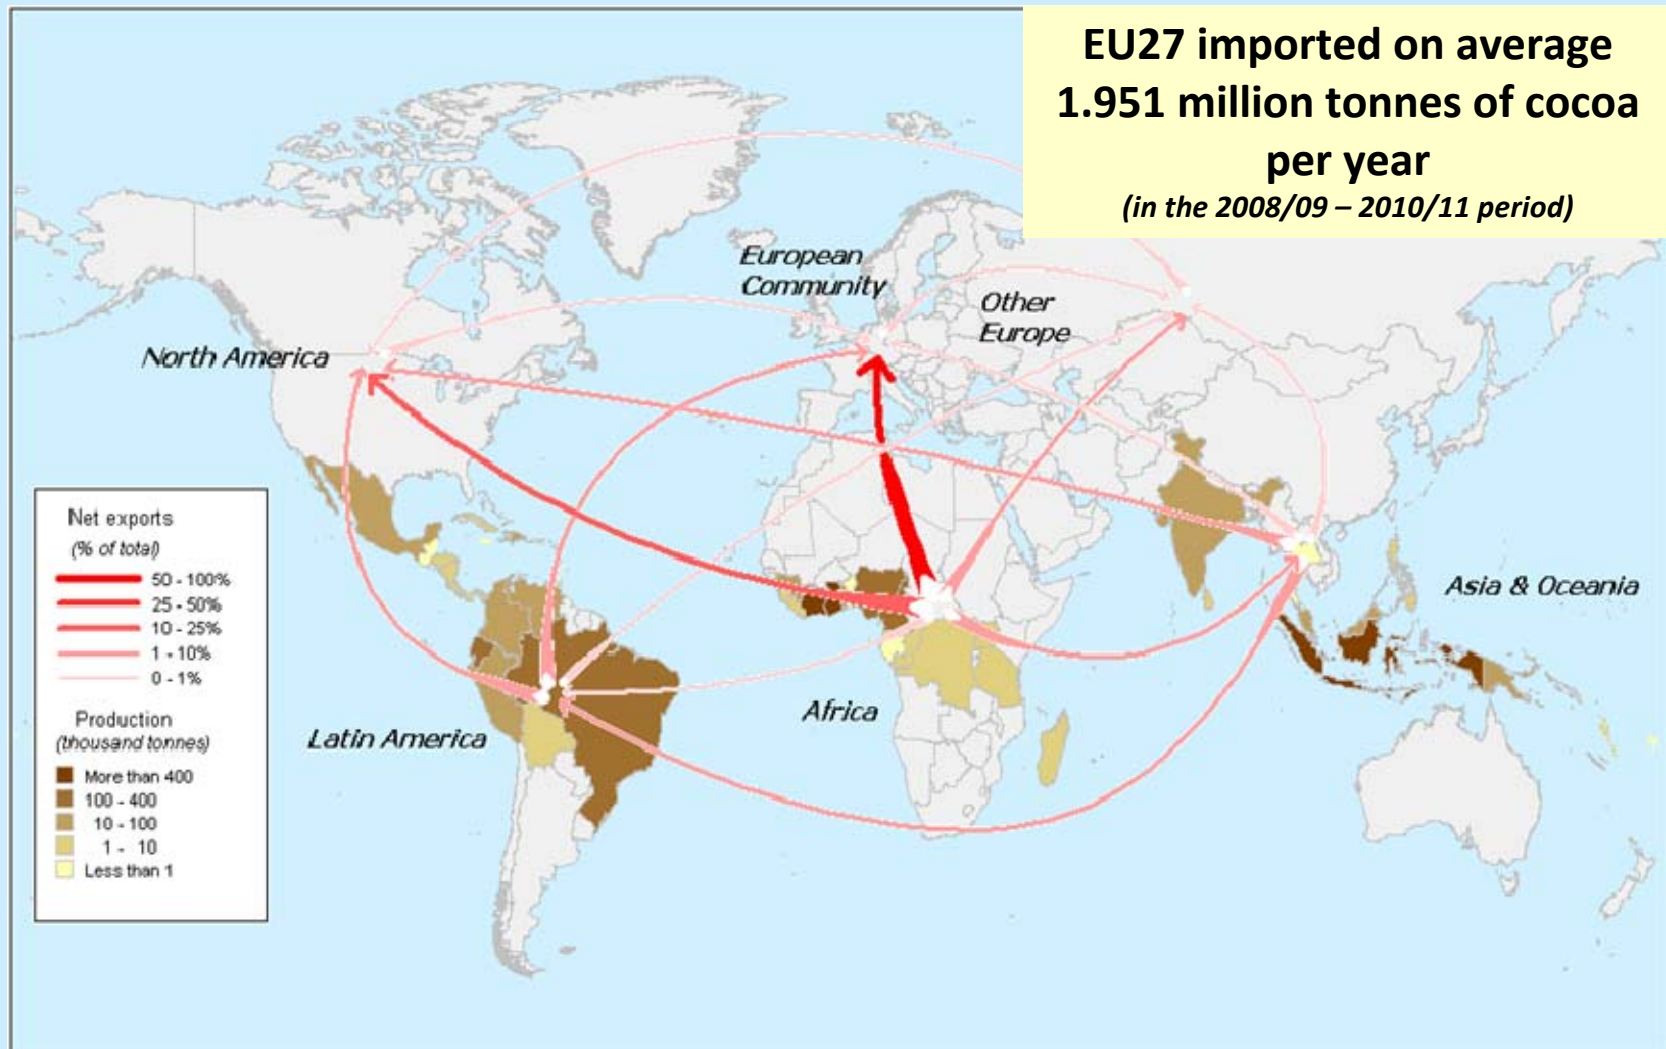 EU27 imported on average
1.951 million tonnes of cocoa
per year
(in the 2008/09 – 2010/11 period)
European
Community
Other
Europe
North America
Asia & Oceania
Africa
Latin America
Net exports
(% of total)
50 - 100%
25 - 50%
10 - 25%
1 - 10%
0 - 1%
Production
(thousand tonnes)
More than 400
100 - 400
10 - 100
1 - 10
Less than 1